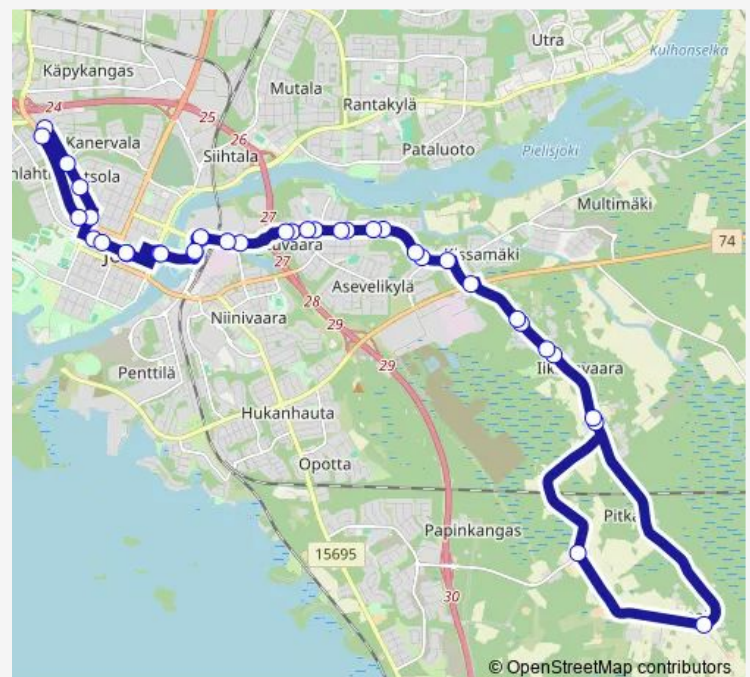 Utra
Kulhonselkä
Käpykangas
Mutala
24
Rantakylä
25
26
Kanervala
Siihtala
Pataluoto
Pielisjoki
27
Multimäki
74
27
Kissamäki
Asevelikylä
28
Niinivaara
29
29
Penttilä
Hukanhauta
Opotta
Papinkangas
15695
30
© OpenStreetMap contributors